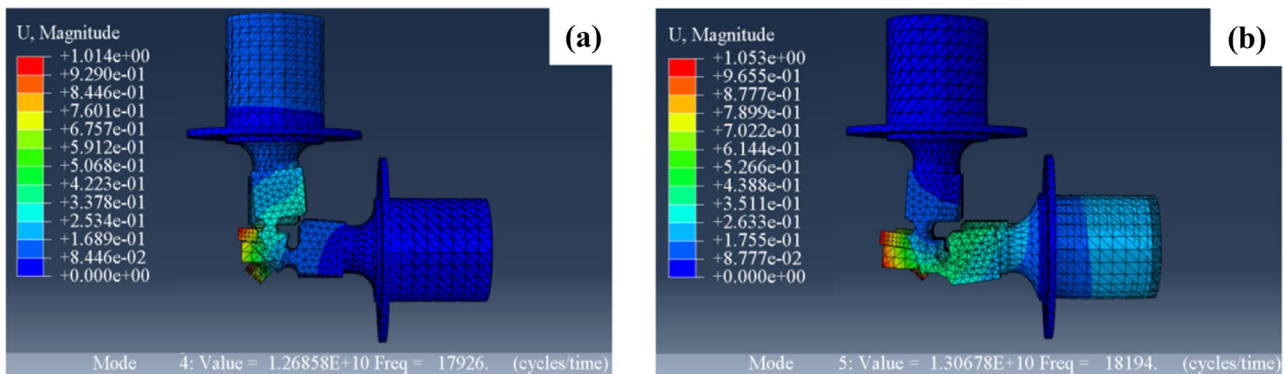 (a)
U, Magnitude
+1.014e+00
+9.290e-01
+8.446e-01
+7.601e-01
+6.757e-01
+5.912e-01
+5.068e-01
+4.223e-01
+3.378e-01
+2.534e-01
+1.689e-01
+8.446e-02
+0.000e+00
Mode 4: Value = 1.26858E+10 Freq = 17926. (cycles/time)
(b)
U, Magnitude
+1.053e+00
+9.655e-01
+8.777e-01
+7.899e-01
+7.022e-01
+6.144e-01
+5.266e-01
+4.388e-01
+3.511e-01
+2.633e-01
+1.755e-01
+8.777e-02
+0.000e+00
Mode 5: Value = 1.30678E+10 Freq = 18194. (cycles/time)